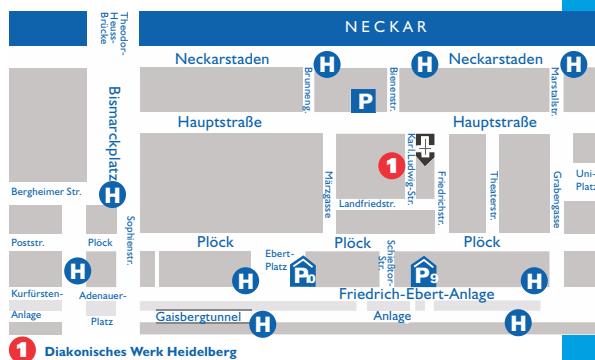 NECKAR
Theodor-
Heuss-
Brücke
Neckarstaden
H
H
Neckarstaden
H
Brunneng.
Bienenstr.
Marstallstr.
P
Bismarckplatz
Hauptstraße
Hauptstraße
1
Karl.Ludwig-Str.
Märzgasse
Friedrichstr.
Theaterstr.
Grabengasse
Uni-
Platz
Bergheimer Str.
H
Landfriedstr.
Sophienstr.
Poststr.
Plöck
Plöck
Plöck
Plöck
Ebert-
Platz
Schießtor-
Str.
H
H
P0
P9
H
Kurfürsten-
Anlage
Adenauer-
Platz
Friedrich-Ebert-Anlage
Anlage
Gaisbergtunnel
H
H
1 Diakonisches Werk Heidelberg